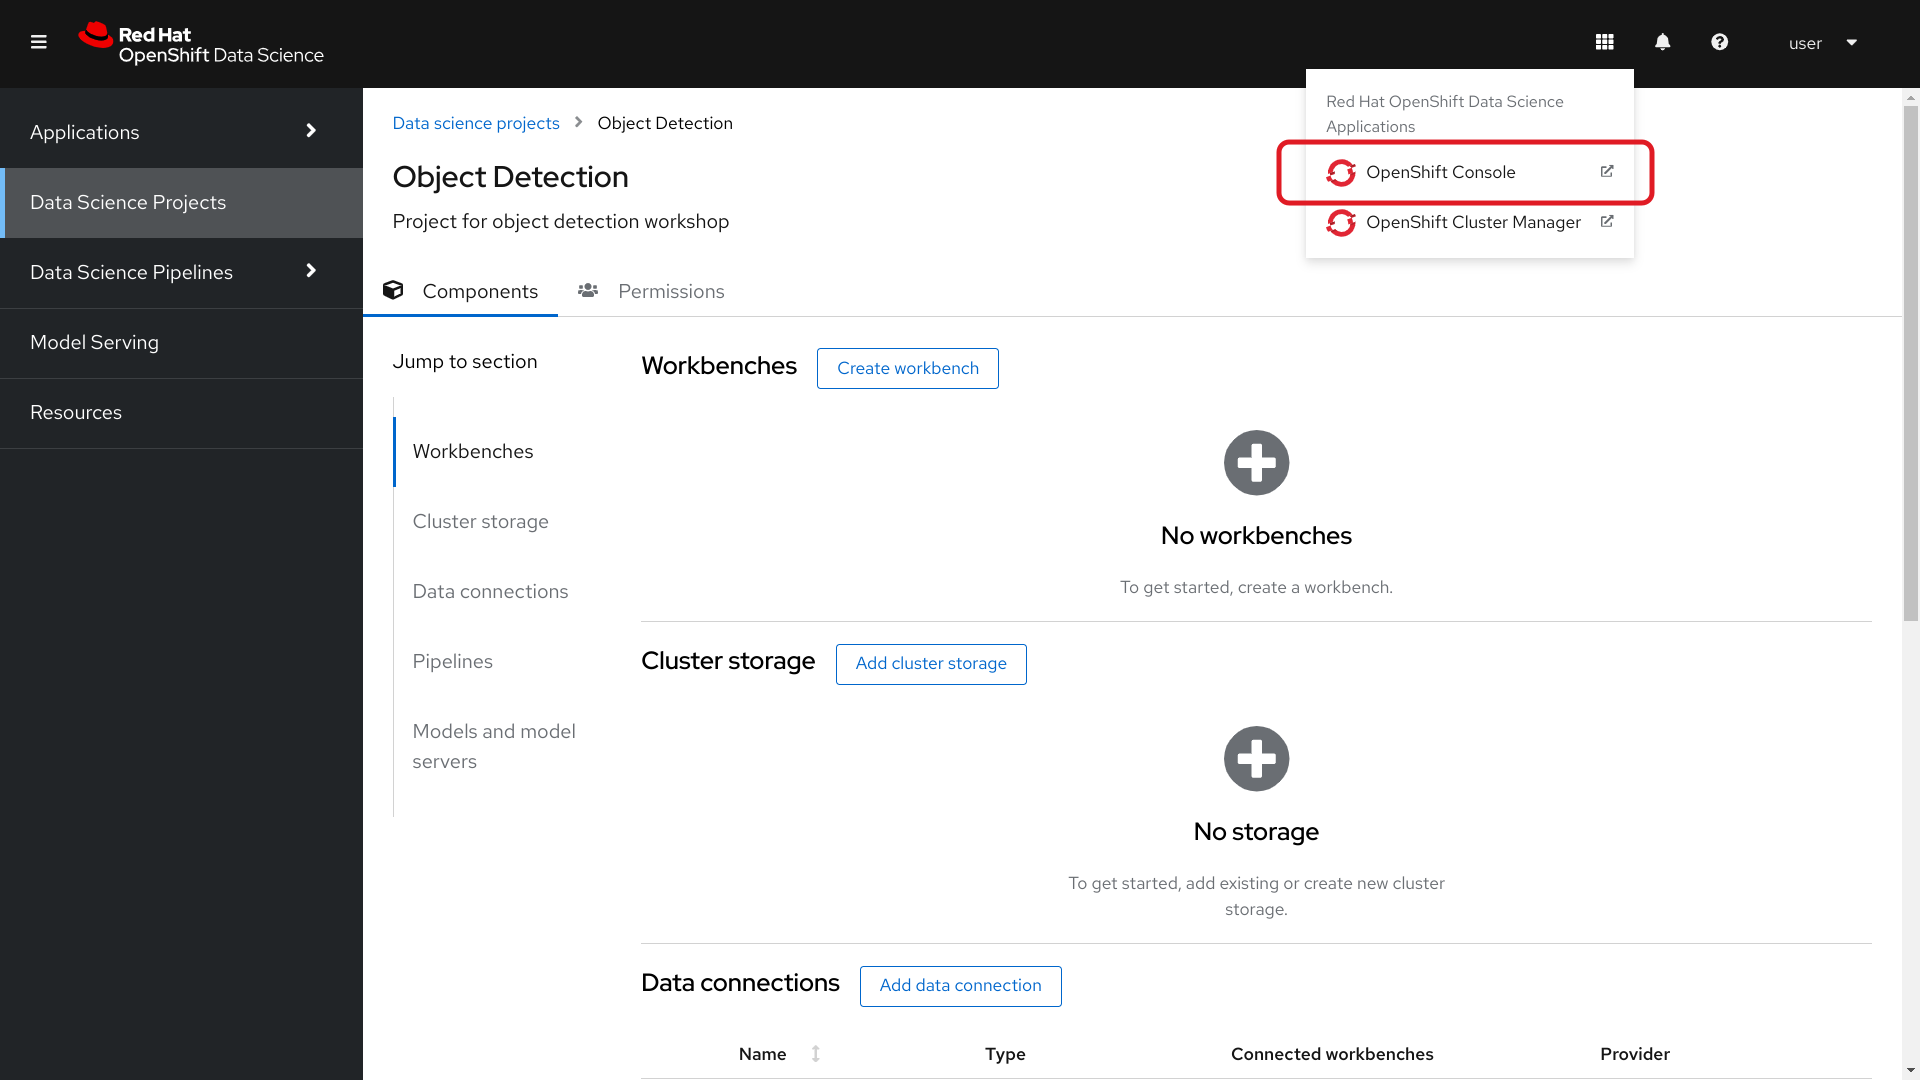 Red Hat
OpenShift Data Science
user
Applications
Data Science Projects
Data Science Pipelines
Model Serving
Resources
Data science projects
Object Detection
Object Detection
Project for object detection workshop
Red Hat OpenShift Data Science
Applications
OpenShift Console
OpenShift Cluster Manager
Components
Permissions
Jump to section
Workbenches
Cluster storage
Data connections
Pipelines
Models and model
servers
Workbenches
Create workbench
No workbenches
To get started, create a workbench.
Cluster storage
Add cluster storage
No storage
To get started, add existing or create new cluster
storage.
Data connections
Add data connection
Name
Type
Connected workbenches
Provider